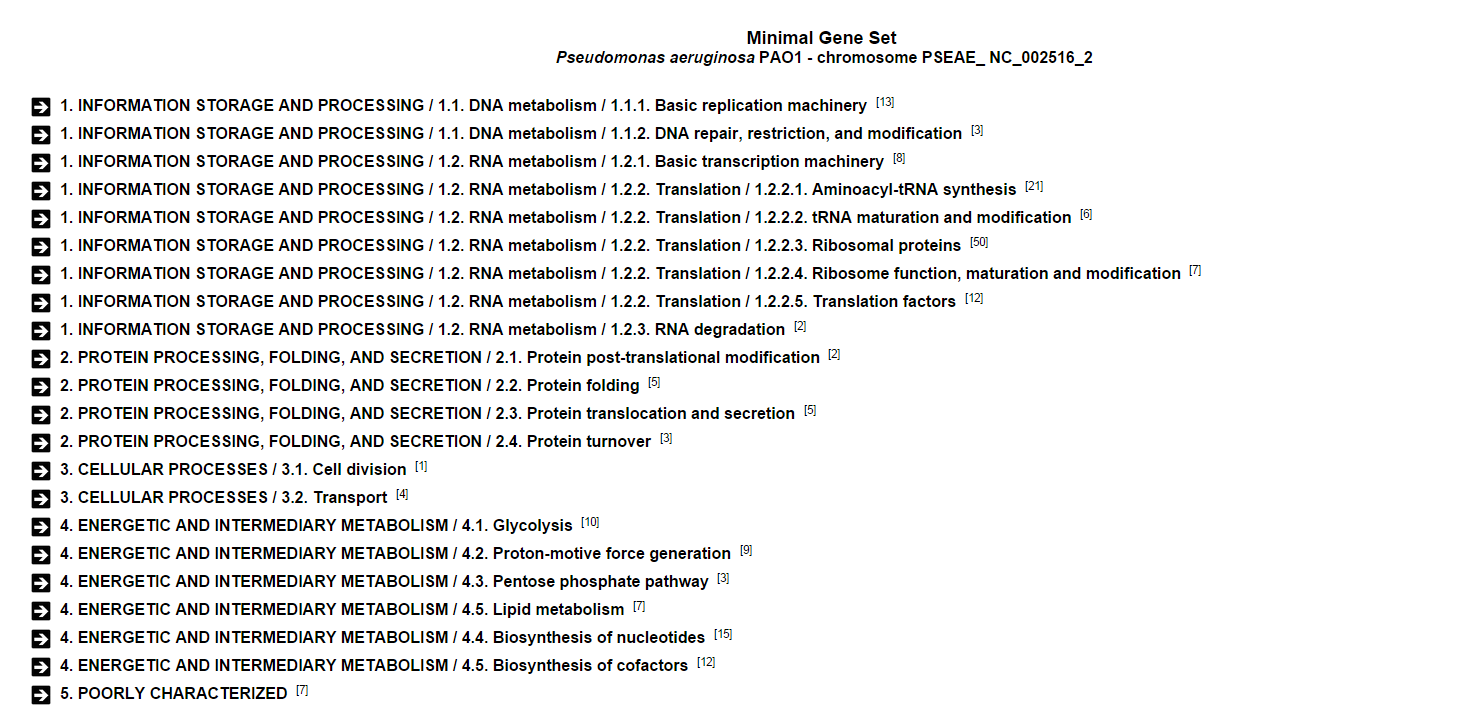 Minimal Gene Set
Pseudomonas aeruginosa PAO1 - chromosome PSEAE_ NC_002516_2
1. INFORMATION STORAGE AND PROCESSING / 1.1. DNA metabolism / 1.1.1. Basic replication machinery [13]
1. INFORMATION STORAGE AND PROCESSING / 1.1. DNA metabolism / 1.1.2. DNA repair, restriction, and modification [3]
1. INFORMATION STORAGE AND PROCESSING / 1.2. RNA metabolism / 1.2.1. Basic transcription machinery [8]
1. INFORMATION STORAGE AND PROCESSING / 1.2. RNA metabolism / 1.2.2. Translation / 1.2.2.1. Aminoacyl-tRNA synthesis [21]
1. INFORMATION STORAGE AND PROCESSING / 1.2. RNA metabolism / 1.2.2. Translation / 1.2.2.2. tRNA maturation and modification [6]
1. INFORMATION STORAGE AND PROCESSING / 1.2. RNA metabolism / 1.2.2. Translation / 1.2.2.3. Ribosomal proteins [50]
1. INFORMATION STORAGE AND PROCESSING / 1.2. RNA metabolism / 1.2.2. Translation / 1.2.2.4. Ribosome function, maturation and modification [7]
1. INFORMATION STORAGE AND PROCESSING / 1.2. RNA metabolism / 1.2.2. Translation / 1.2.2.5. Translation factors [12]
1. INFORMATION STORAGE AND PROCESSING / 1.2. RNA metabolism / 1.2.3. RNA degradation [2]
2. PROTEIN PROCESSING, FOLDING, AND SECRETION / 2.1. Protein post-translational modification [2]
2. PROTEIN PROCESSING, FOLDING, AND SECRETION / 2.2. Protein folding [5]
2. PROTEIN PROCESSING, FOLDING, AND SECRETION / 2.3. Protein translocation and secretion [5]
2. PROTEIN PROCESSING, FOLDING, AND SECRETION / 2.4. Protein turnover [3]
3. CELLULAR PROCESSES / 3.1. Cell division [1]
3. CELLULAR PROCESSES / 3.2. Transport [4]
4. ENERGETIC AND INTERMEDIARY METABOLISM / 4.1. Glycolysis [10]
4. ENERGETIC AND INTERMEDIARY METABOLISM / 4.2. Proton-motive force generation [9]
4. ENERGETIC AND INTERMEDIARY METABOLISM / 4.3. Pentose phosphate pathway [3]
4. ENERGETIC AND INTERMEDIARY METABOLISM / 4.5. Lipid metabolism [7]
4. ENERGETIC AND INTERMEDIARY METABOLISM / 4.4. Biosynthesis of nucleotides [15]
4. ENERGETIC AND INTERMEDIARY METABOLISM / 4.5. Biosynthesis of cofactors [12]
5. POORLY CHARACTERIZED [7]